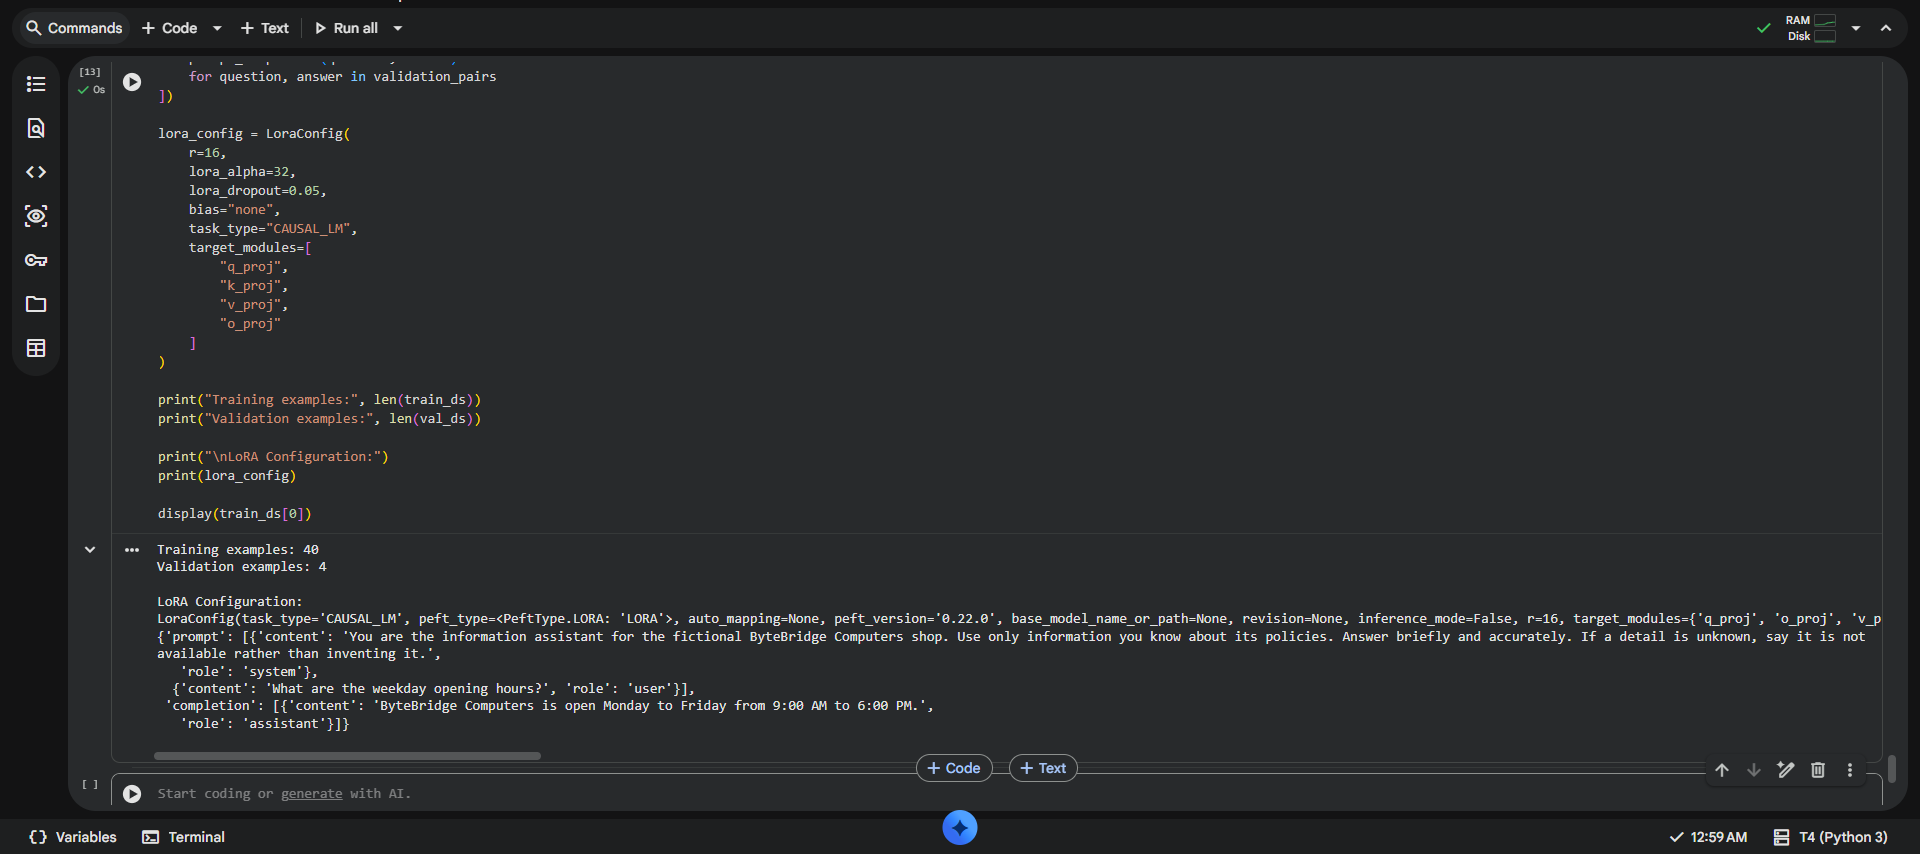 Commands + Code + Text Run all
RAM
Disk
[13]
0s
for question, answer in validation_pairs
])
lora_config = LoraConfig(
r=16,
lora_alpha=32,
lora_dropout=0.05,
bias="none",
task_type="CAUSAL_LM",
target_modules=[
"q_proj",
"k_proj",
"v_proj",
"o_proj"
]
)
print("Training examples:", len(train_ds))
print("Validation examples:", len(val_ds))
print("\nLoRA Configuration:")
print(lora_config)
display(train_ds[0])
Training examples: 40
Validation examples: 4
LoRA Configuration:
LoraConfig(task_type='CAUSAL_LM', peft_type=<PeftType.LORA: 'LORA'>, auto_mapping=None, peft_version='0.22.0', base_model_name_or_path=None, revision=None, inference_mode=False, r=16, target_modules={'q_proj', 'o_proj', 'v_p
{'prompt': [{'content': 'You are the information assistant for the fictional ByteBridge Computers shop. Use only information you know about its policies. Answer briefly and accurately. If a detail is unknown, say it is not
available rather than inventing it.',
'role': 'system'},
{'content': 'What are the weekday opening hours?', 'role': 'user'}],
'completion': [{'content': 'ByteBridge Computers is open Monday to Friday from 9:00 AM to 6:00 PM.',
'role': 'assistant'}]}
+ Code + Text
[ ]
Start coding or generate with AI.
Variables Terminal 12:59 AM T4 (Python 3)